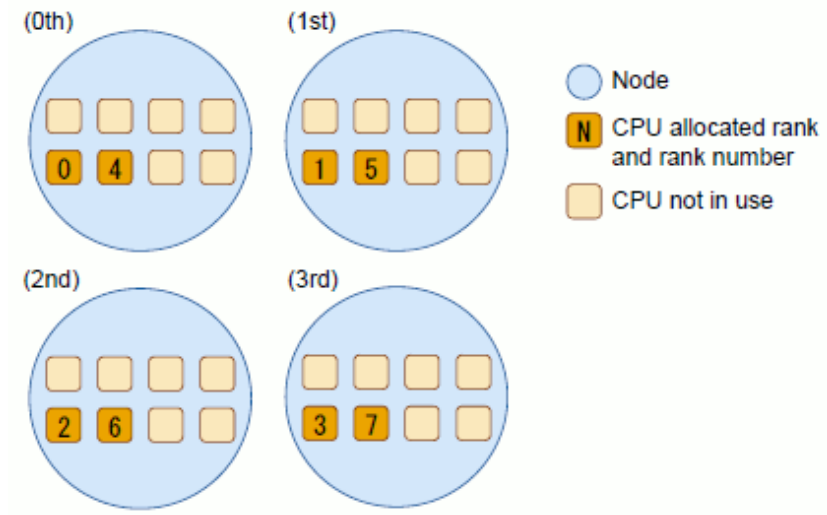 (0th)
(1st)
0 4
1 5
Node
N CPU allocated rank
and rank number
CPU not in use
(2nd)
(3rd)
2 6
3 7